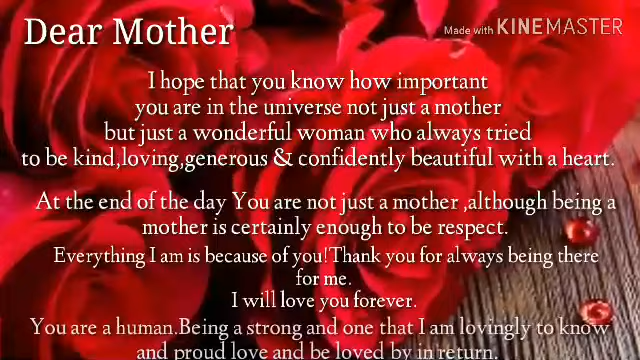 Dear Mother
Made with KINEMASTER
I hope that you know how important
you are in the universe not just a mother
but just a wonderful woman who always tried
to be kind,loving,generous & confidently beautiful with a heart.
At the end of the day You are not just a mother ,although being a
mother is certainly enough to be respect.
Everything I am is because of you!Thank you for always being there
for me.
I will love you forever.
You are a human.Being a strong and one that I am lovingly to know
and proud love and be loved by in return.